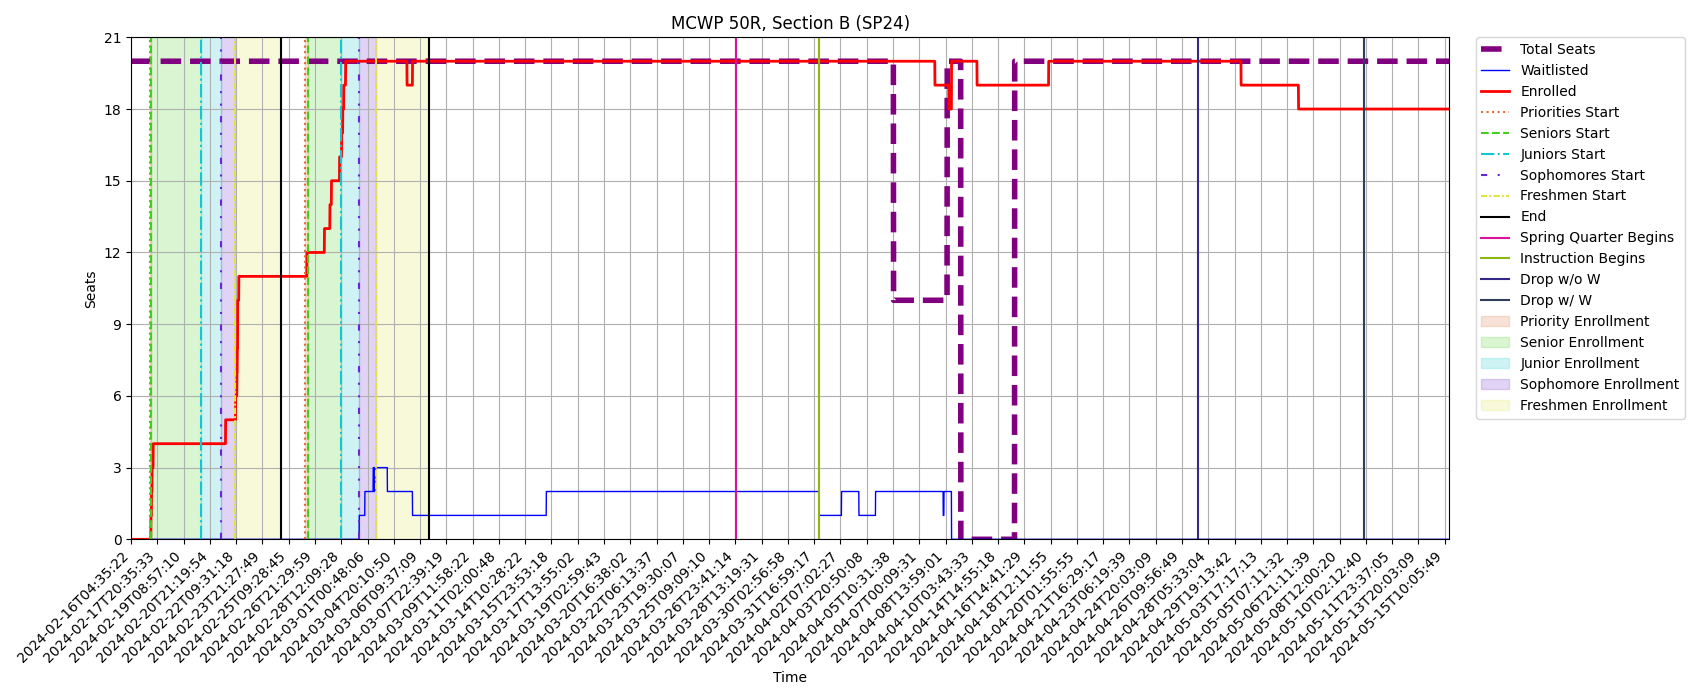 MCWP 50R, Section B (SP24)
Seats
21
18
15
12
9
6
3
0
2024-02-16T04:35:22
2024-02-17T20:35:33
2024-02-19T08:57:10
2024-02-20T21:19:54
2024-02-22T09:31:18
2024-02-23T21:27:49
2024-02-25T09:28:45
2024-02-26T21:29:59
2024-02-28T12:09:28
2024-03-01T00:48:06
2024-03-04T20:10:50
2024-03-06T09:37:09
2024-03-07T22:39:19
2024-03-09T11:58:22
2024-03-11T02:00:48
2024-03-14T10:28:22
2024-03-15T23:53:18
2024-03-17T13:55:02
2024-03-19T02:59:43
2024-03-20T16:38:02
2024-03-22T06:13:37
2024-03-23T19:30:07
2024-03-25T09:09:10
2024-03-26T23:41:14
2024-03-28T13:19:31
2024-03-30T02:56:58
2024-03-31T16:59:17
2024-04-02T07:02:27
2024-04-03T20:50:08
2024-04-05T10:31:38
2024-04-07T00:09:31
2024-04-08T13:59:01
2024-04-10T03:43:33
2024-04-14T14:55:18
2024-04-16T14:41:29
2024-04-18T12:11:55
2024-04-20T01:55:55
2024-04-21T16:29:17
2024-04-23T06:19:39
2024-04-24T20:03:09
2024-04-26T09:56:49
2024-04-28T05:33:04
2024-04-29T19:13:42
2024-05-03T17:17:13
2024-05-05T07:11:32
2024-05-06T21:11:39
2024-05-08T12:00:20
2024-05-10T02:12:40
2024-05-11T23:37:05
2024-05-13T20:03:09
2024-05-15T10:05:49
Time
Total Seats
Waitlisted
Enrolled
Priorities Start
Seniors Start
Juniors Start
Sophomores Start
Freshmen Start
End
Spring Quarter Begins
Instruction Begins
Drop w/o W
Drop w/ W
Priority Enrollment
Senior Enrollment
Junior Enrollment
Sophomore Enrollment
Freshmen Enrollment